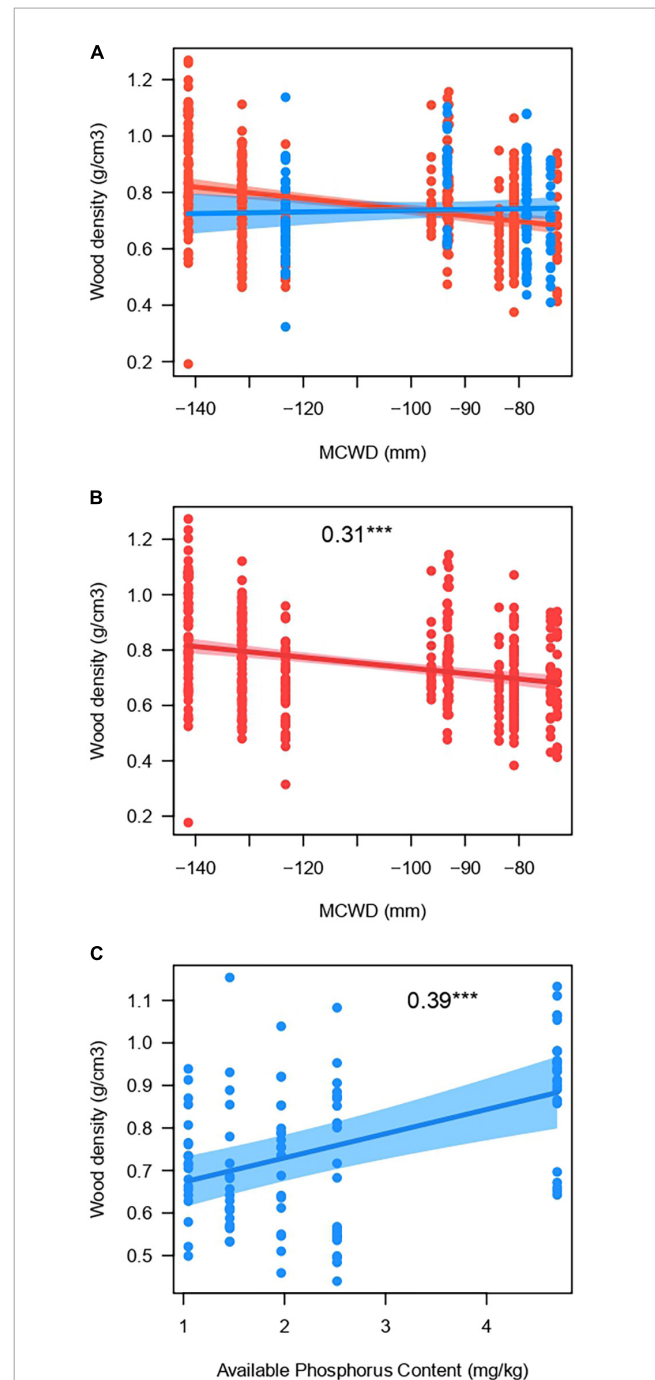 A
1.2
1.0
0.8
0.6
0.4
0.2
Wood density (g/cm3)
−140 −120 −100 −90 −80
MCWD (mm)
B
0.31***
1.2
1.0
0.8
0.6
0.4
0.2
Wood density (g/cm3)
−140 −120 −100 −90 −80
MCWD (mm)
C
0.39***
1.1
1.0
0.9
0.8
0.7
0.6
0.5
Wood density (g/cm3)
1 2 3 4
Available Phosphorus Content (mg/kg)